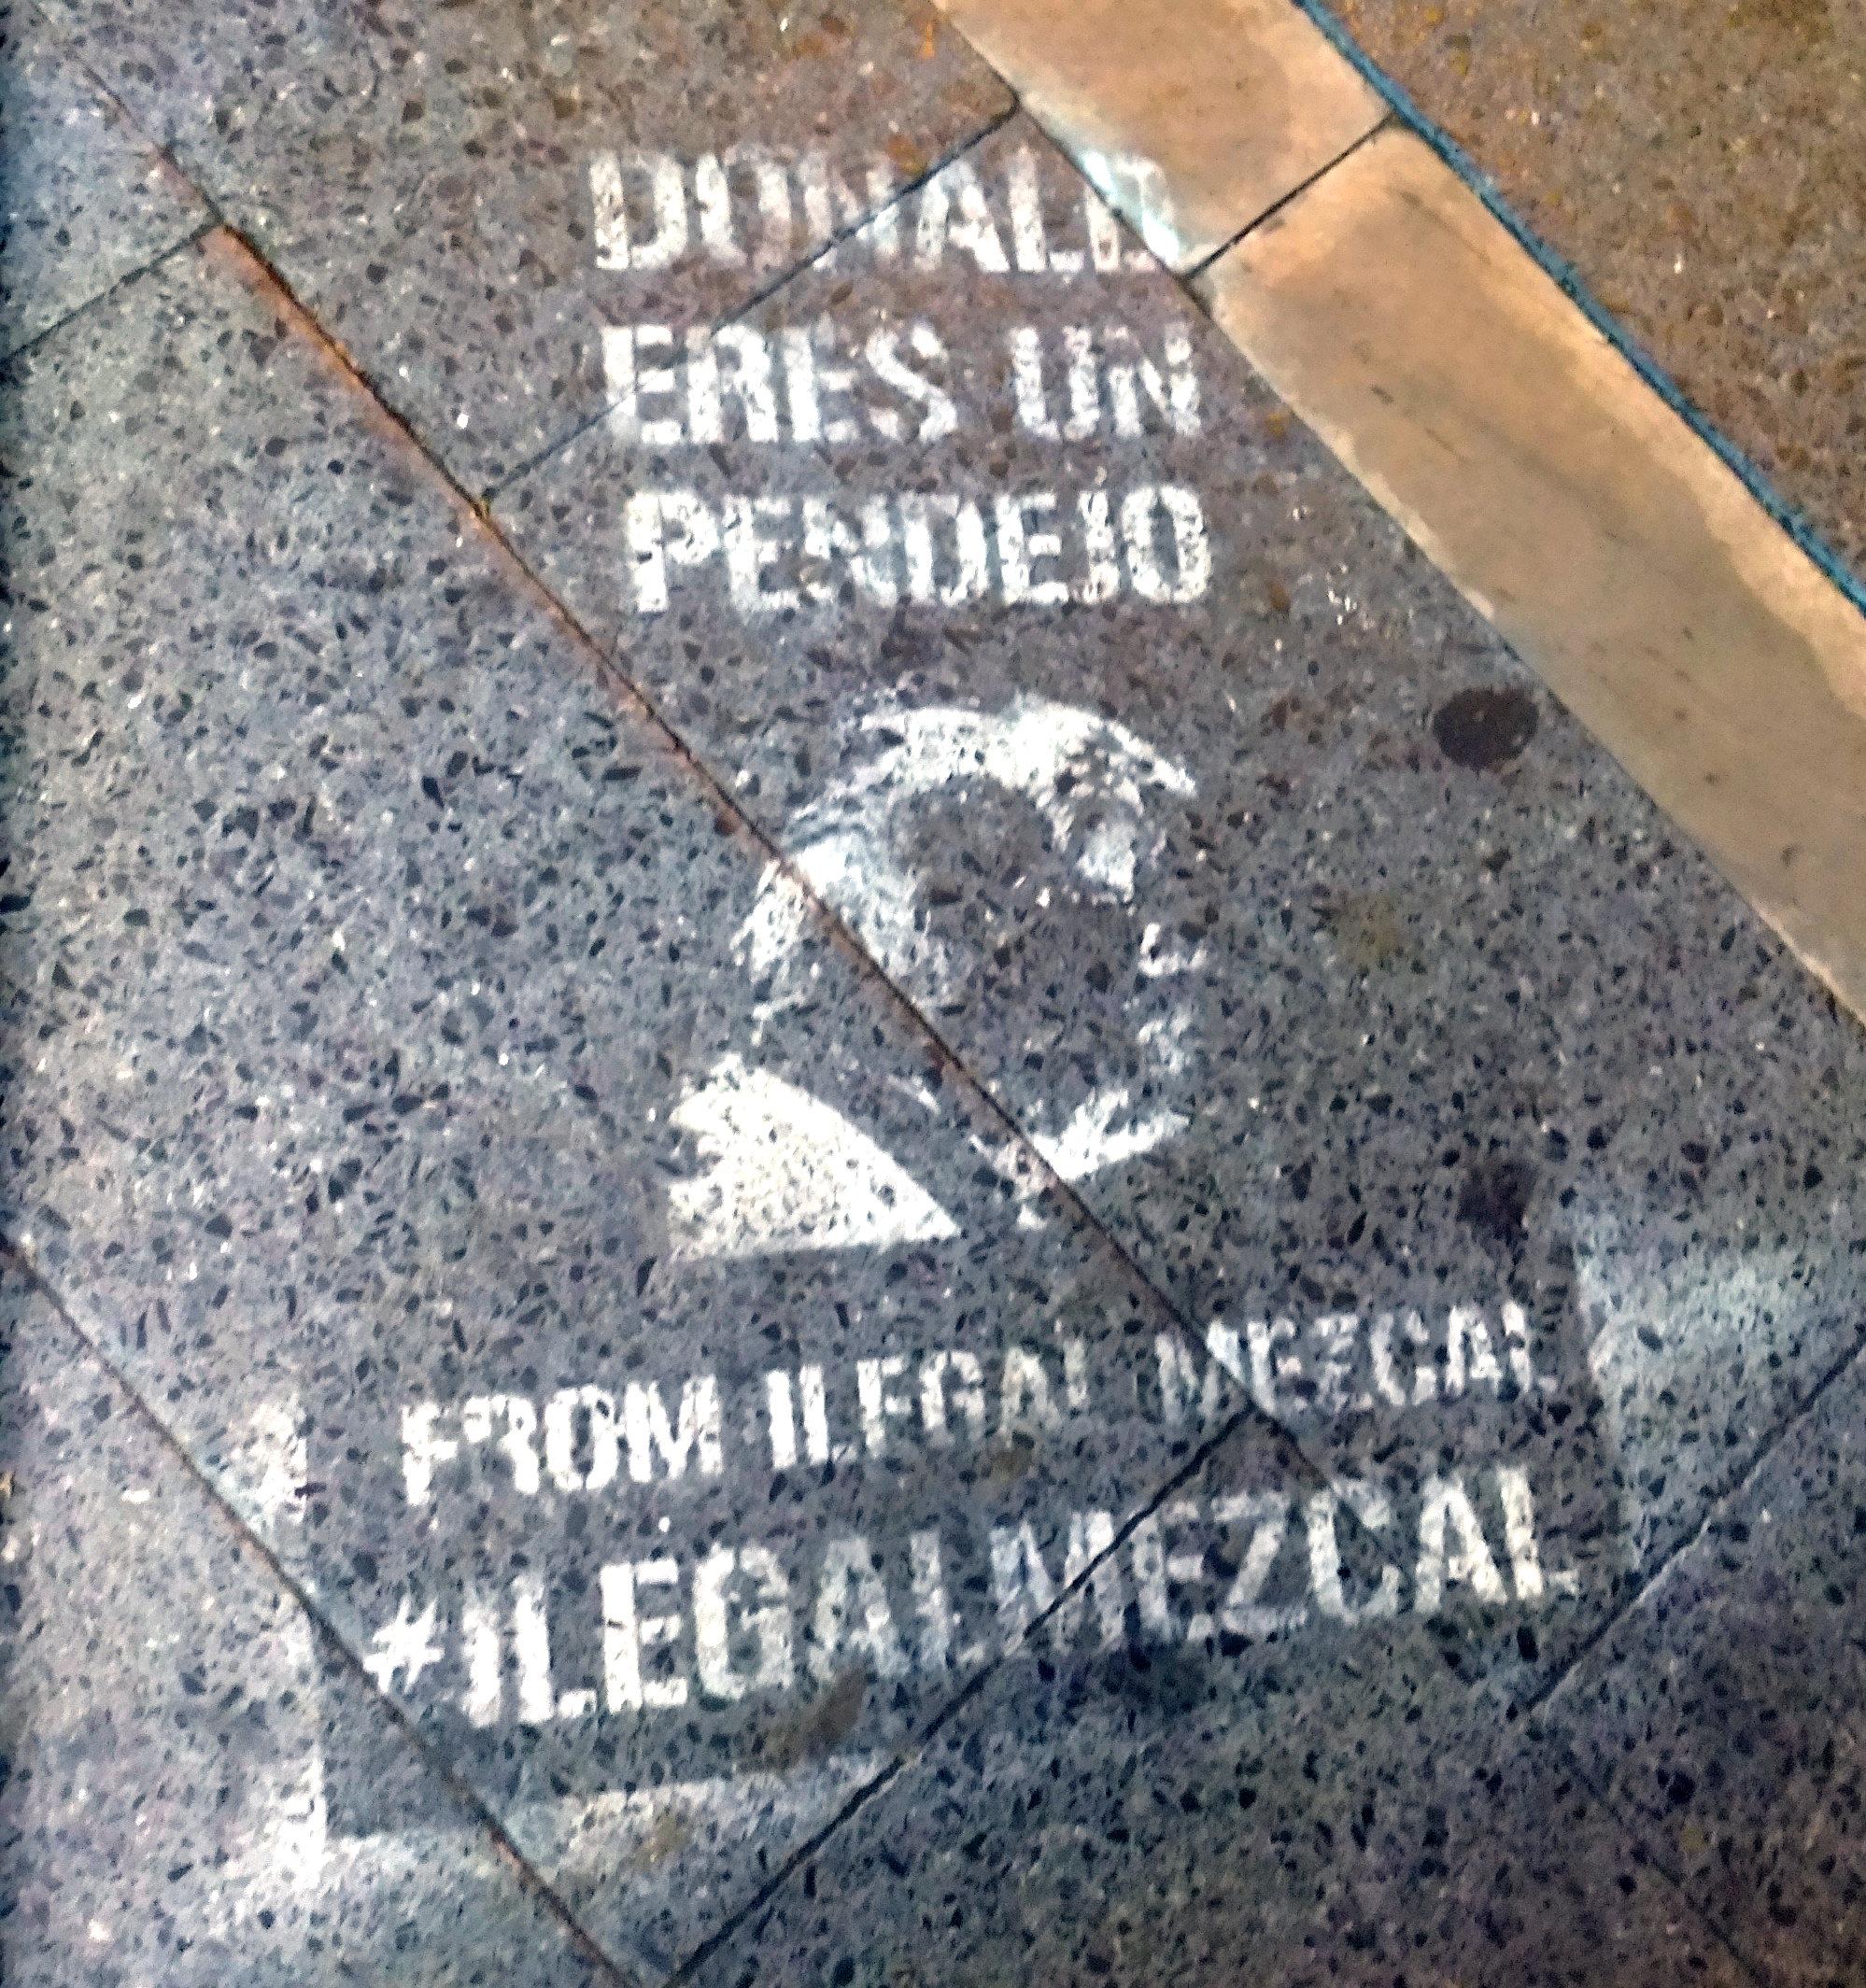 DONALD
ERES UN
PENDEJO
FROM ILEGAL MEZCAL
#ILEGALMEZCAL